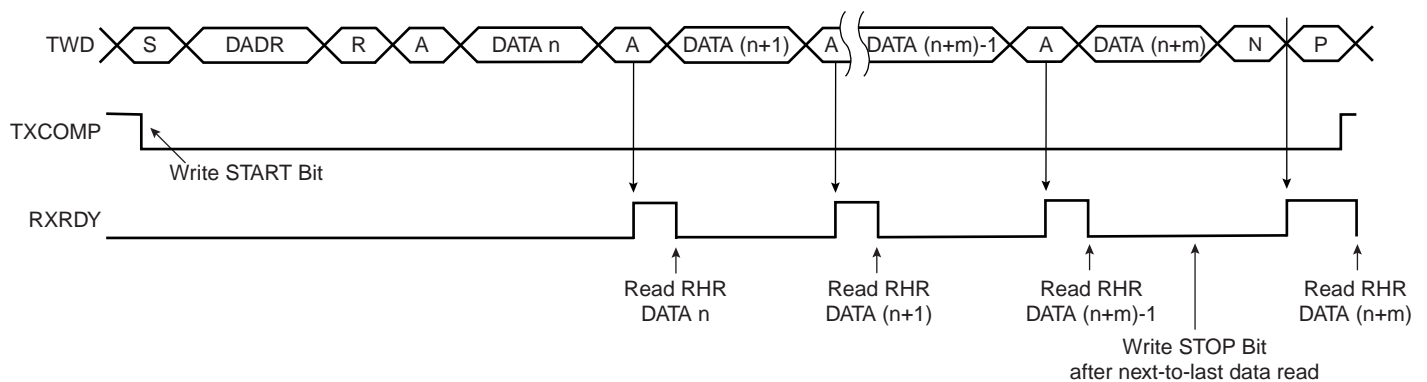 TWD S DADR R A DATA n A DATA (n+1) A DATA (n+m)-1 A DATA (n+m) N P
TXCOMP
Write START Bit
RXRDY
Read RHR
DATA n
Read RHR
DATA (n+1)
Read RHR
DATA (n+m)-1
Read RHR
DATA (n+m)
Write STOP Bit
after next-to-last data read